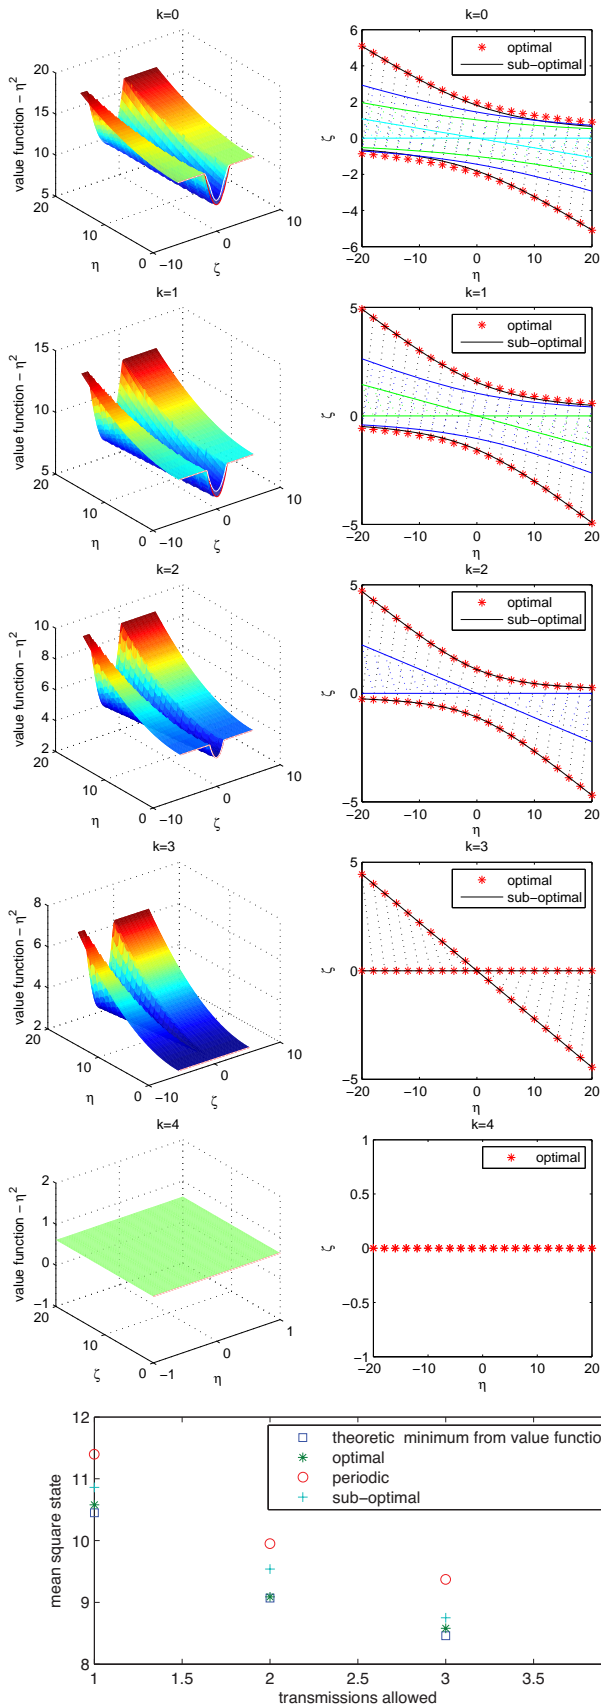 k=0
value function − η²
20
15
10
5
20
10
0
η
−10
0
10
ζ
k=0
optimal
sub−optimal
6
4
2
0
−2
−4
−6
ζ
−20
−10
0
10
20
η
k=1
value function − η²
15
10
5
20
10
0
η
−10
0
10
ζ
k=1
optimal
sub−optimal
5
0
−5
ζ
−20
−10
0
10
20
η
k=2
value function − η²
10
8
6
4
2
20
10
0
η
−10
0
10
ζ
k=2
optimal
sub−optimal
5
0
−5
ζ
−20
−10
0
10
20
η
k=3
value function − η²
8
6
4
2
20
10
0
η
−10
0
10
ζ
k=3
optimal
sub−optimal
5
0
−5
ζ
−20
−10
0
10
20
η
k=4
value function − η²
2
1
0
−1
20
10
0
ζ
−1
0
1
η
k=4
optimal
1
0.5
0
−0.5
−1
ζ
−20
−10
0
10
20
η
theoretic minimum from value functio
optimal
periodic
sub−optimal
12
11
10
9
8
mean square state
1
1.5
2
2.5
3
3.5
transmissions allowed